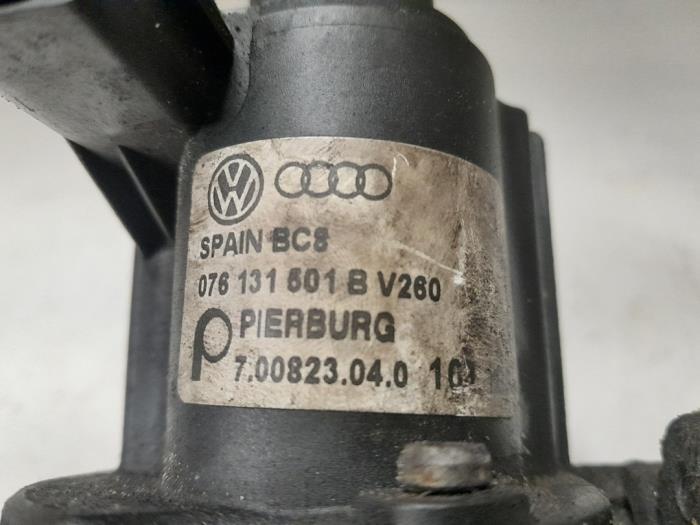 SPAIN BC8
076 131 501 B V260
PIERBURG
7.00823.04.0